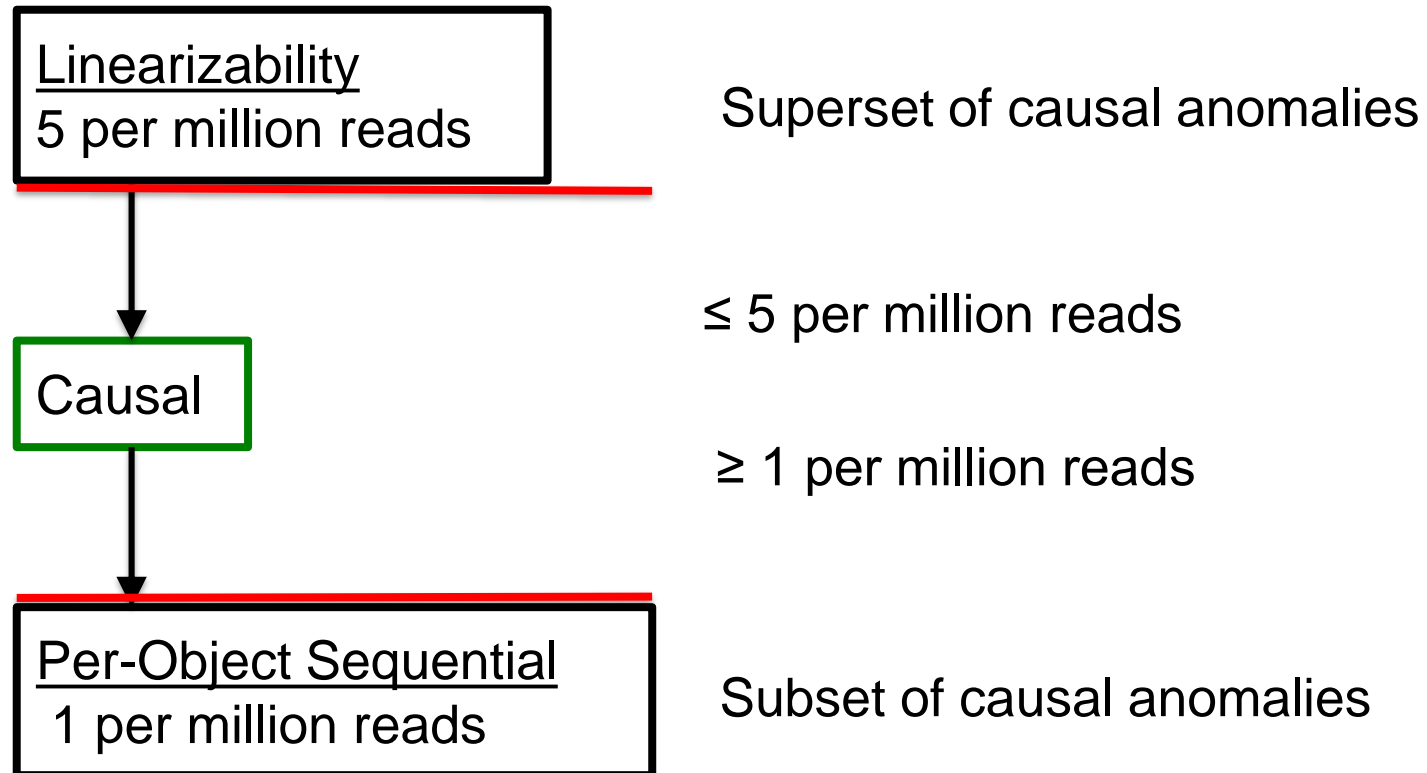 Linearizability
5 per million reads
Superset of causal anomalies
≤ 5 per million reads
Causal
≥ 1 per million reads
Per-Object Sequential
1 per million reads
Subset of causal anomalies